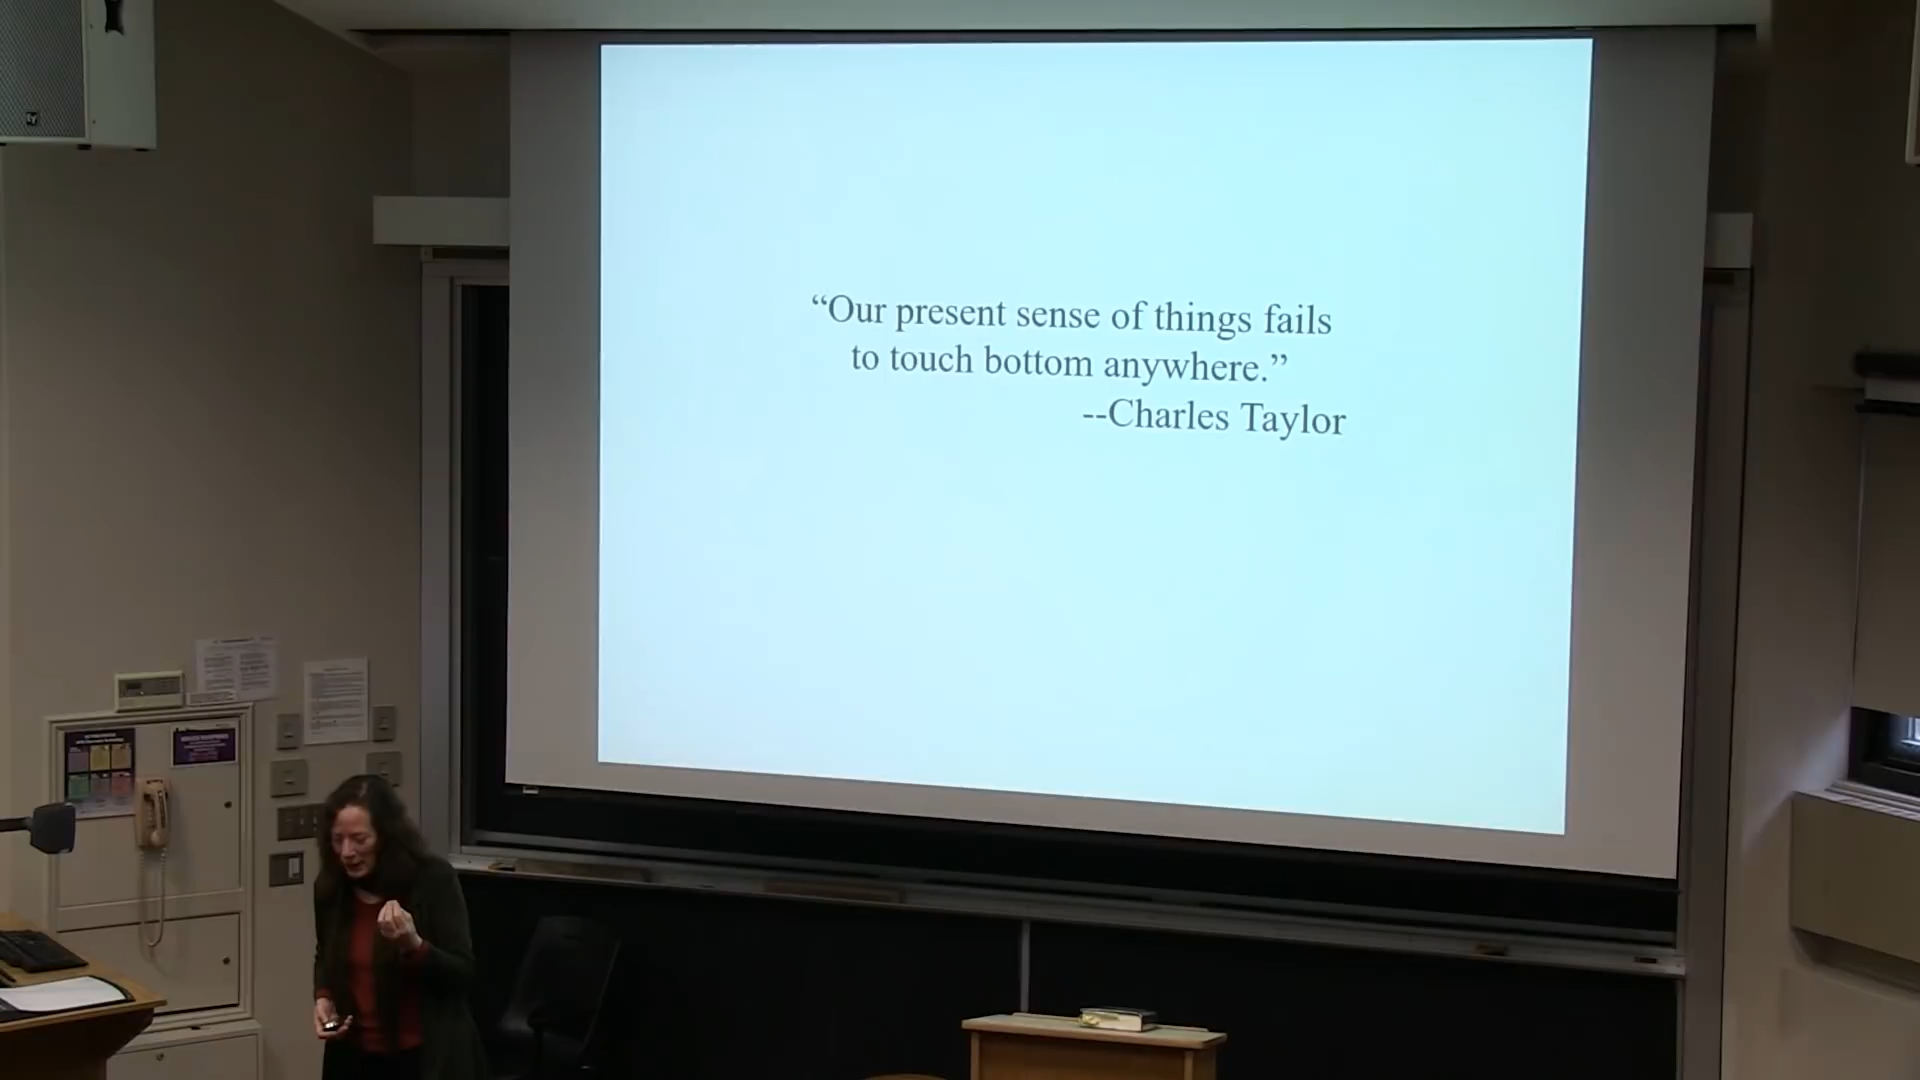 “Our present sense of things fails
to touch bottom anywhere.”
--Charles Taylor